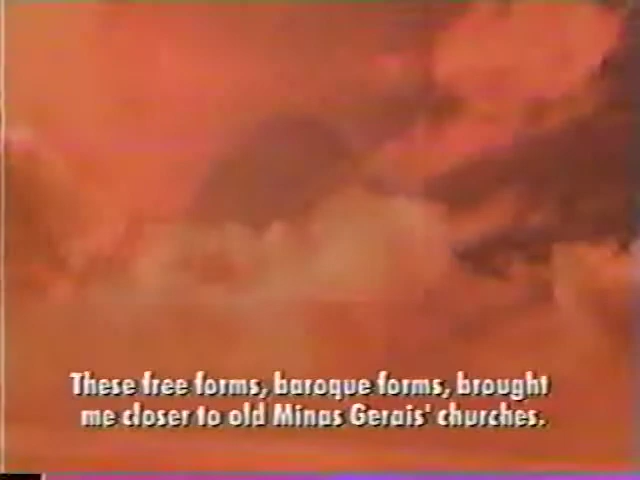 These free forms, baroque forms, brought
me closer to old Minas Gerais' churches.